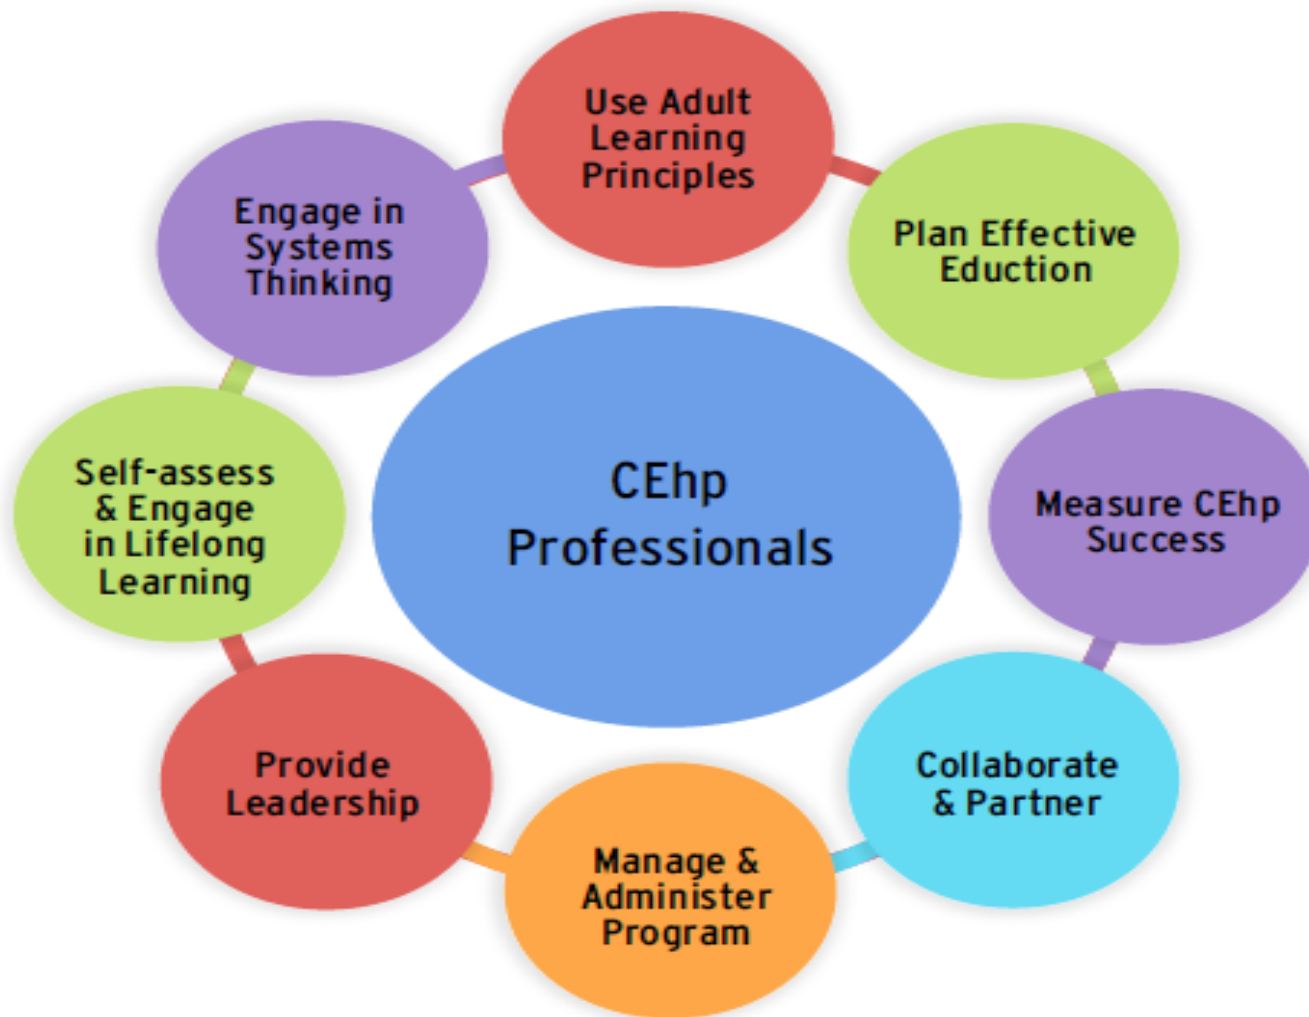 Use Adult
Learning
Principles
Plan Effective
Eduction
Measure CEhp
Success
Collaborate
& Partner
Manage &
Administer
Program
Provide
Leadership
Self-assess
& Engage
in Lifelong
Learning
Engage in
Systems
Thinking
CEhp
Professionals